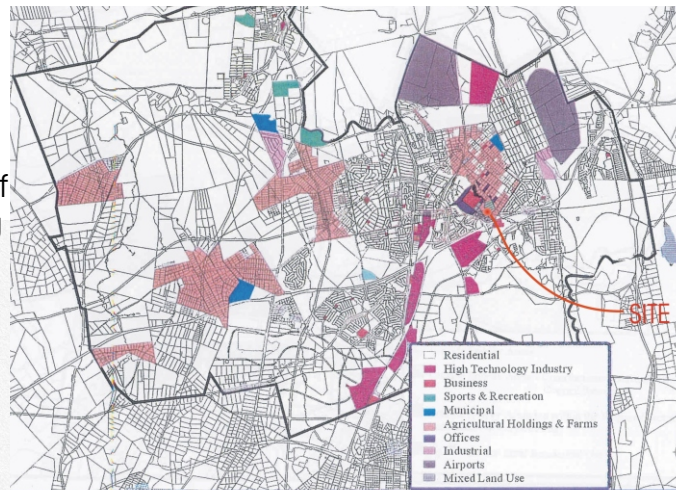 f
SITE
Residential
High Technology Industry
Business
Sports & Recreation
Municipal
Agricultural Holdings & Farms
Offices
Industrial
Airports
Mixed Land Use